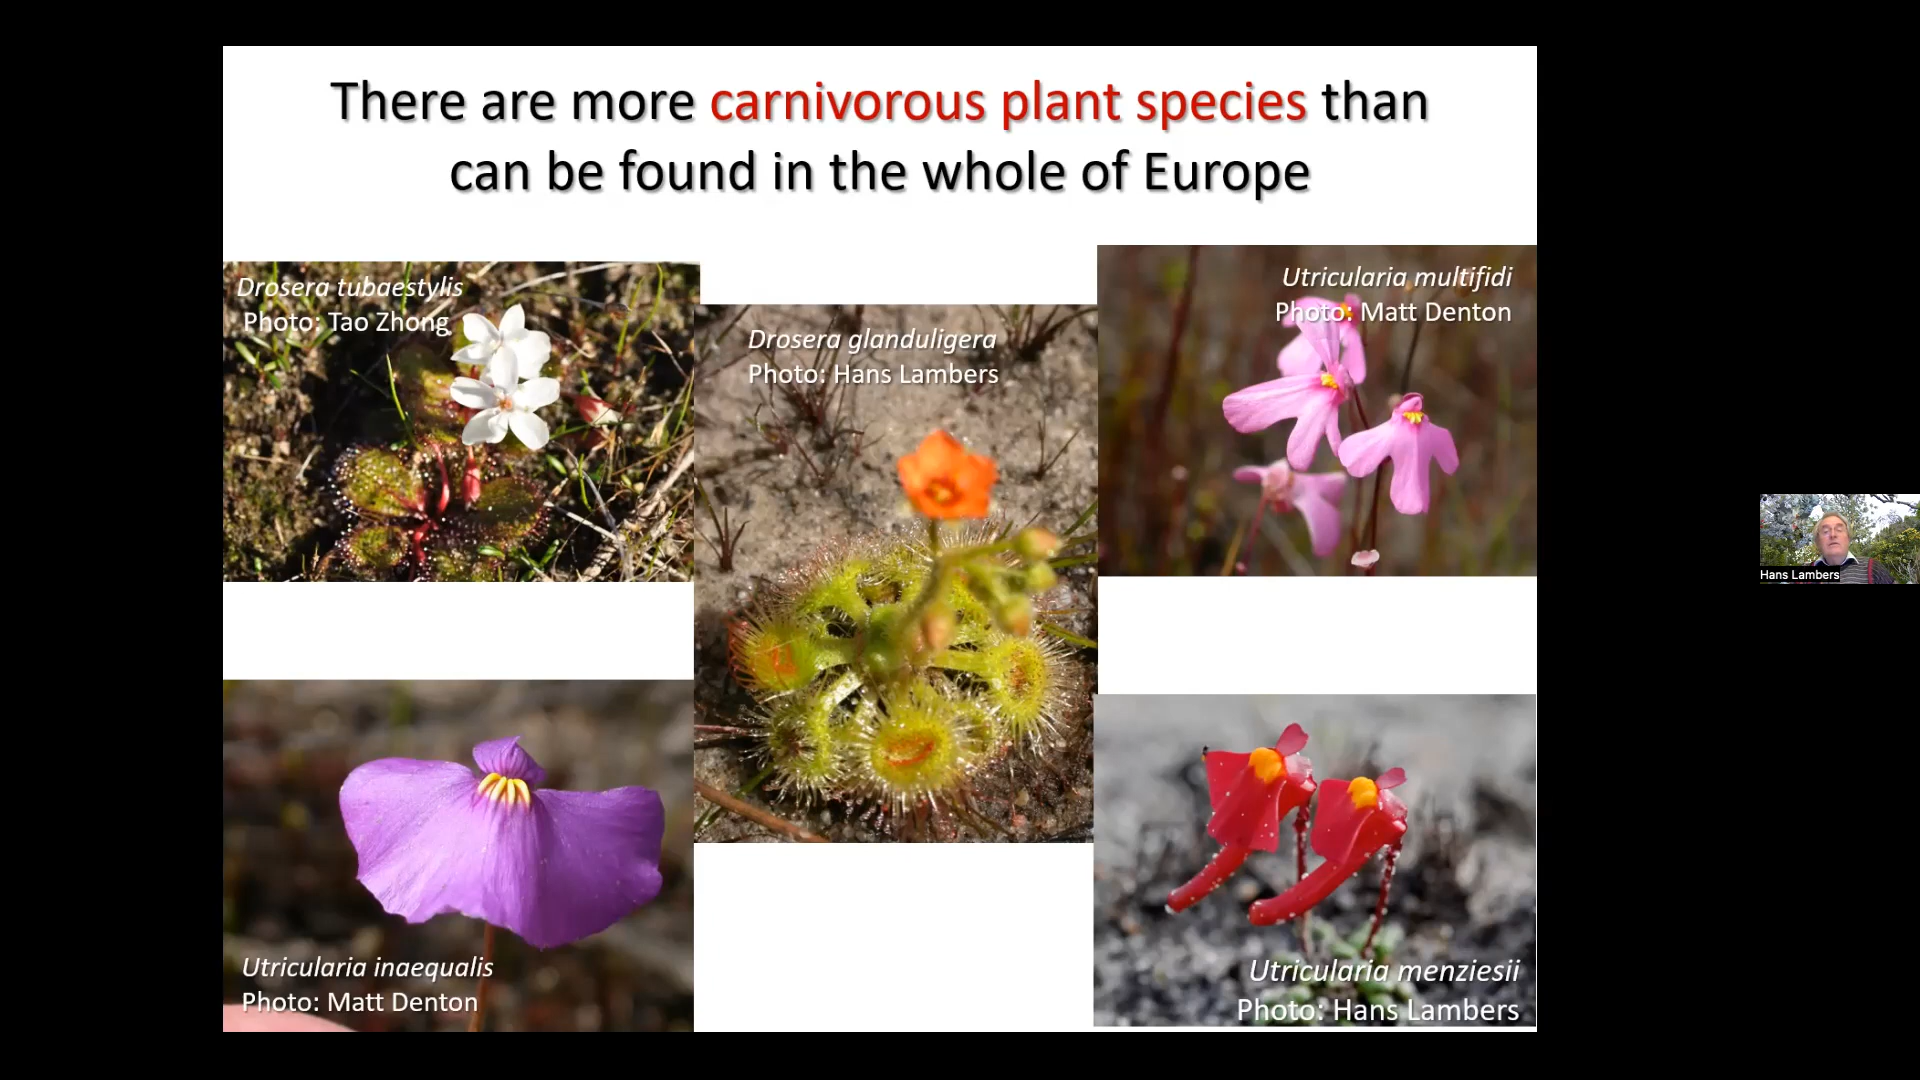 There are more carnivorous plant species than
can be found in the whole of Europe
Drosera tubaestylis
Photo: Tao Zhong
Drosera glanduligera
Photo: Hans Lambers
Utricularia multifidi
Photo: Matt Denton
Utricularia inaequalis
Photo: Matt Denton
Utricularia menziesii
Photo: Hans Lambers
Hans Lambers